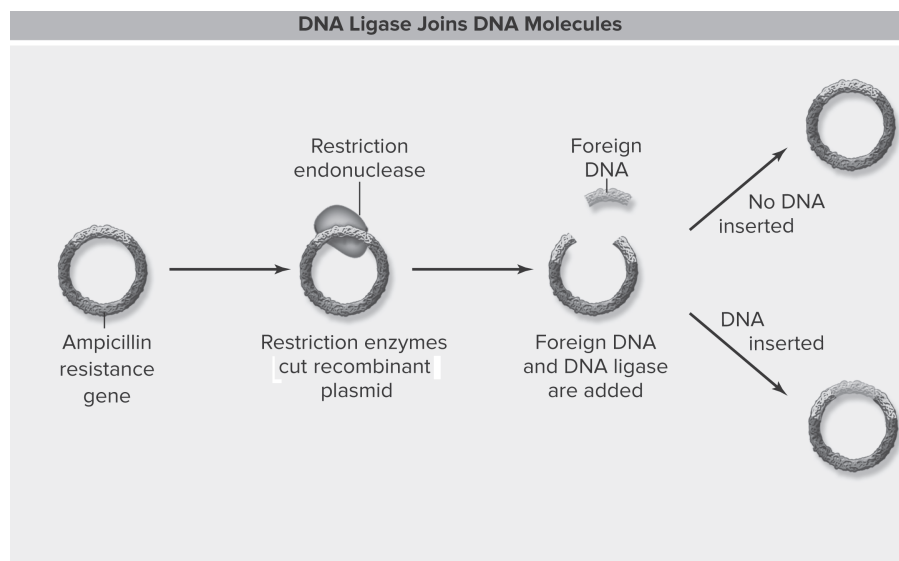 DNA Ligase Joins DNA Molecules
Ampicillin
resistance
gene
Restriction
endonuclease
Restriction enzymes
cut recombinant
plasmid
Foreign
DNA
Foreign DNA
and DNA ligase
are added
No DNA
inserted
DNA
inserted